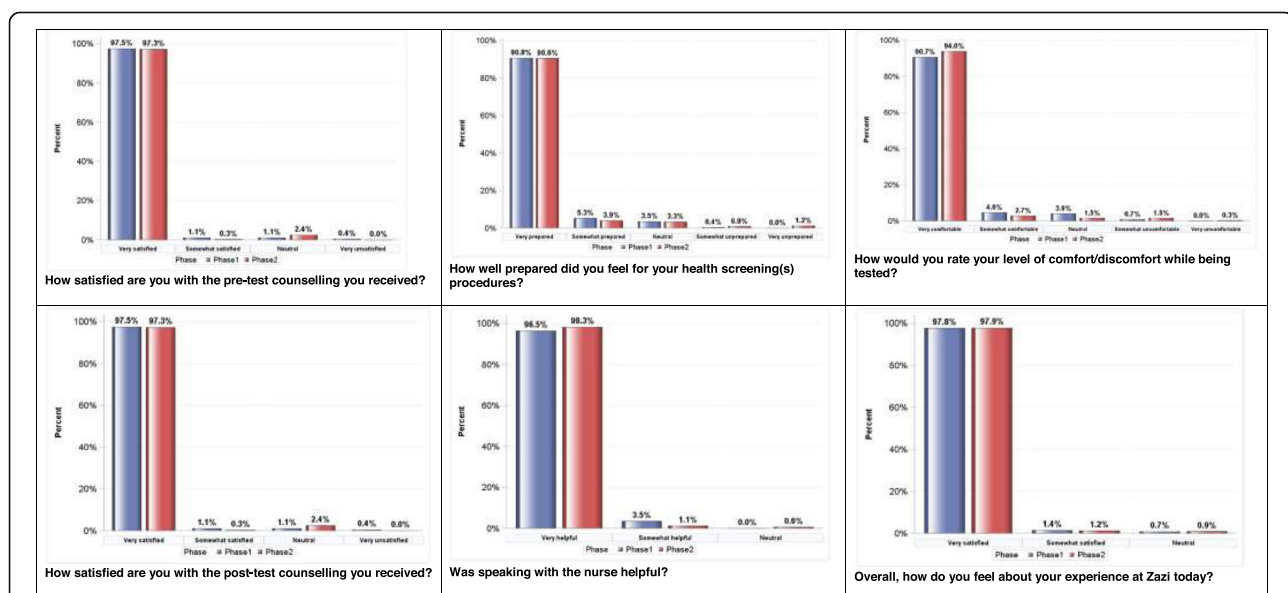 100%
80%
60%
40%
20%
0%
Percent
97.5% 97.3%
1.1% 0.3%
1.1% 2.4%
0.4% 0.0%
Very satisfied Somewhat satisfied Neutral Very unsatisfied
Phase Phase1 Phase2
How satisfied are you with the pre-test counselling you received?
100%
80%
60%
40%
20%
0%
Percent
90.8% 90.6%
5.3% 3.9%
3.5% 3.3%
0.4% 0.9%
0.0% 1.2%
Very prepared Somewhat prepared Neutral Somewhat unprepared Very unprepared
Phase Phase1 Phase2
How well prepared did you feel for your health screening(s)
procedures?
100%
80%
60%
40%
20%
0%
Percent
90.7% 94.0%
4.6% 2.7%
3.9% 1.5%
0.7% 1.5%
0.0% 0.3%
Very comfortable Somewhat comfortable Neutral Somewhat uncomfortable Very uncomfortable
Phase Phase1 Phase2
How would you rate your level of comfort/discomfort while being
tested?
100%
80%
60%
40%
20%
0%
Percent
97.5% 97.3%
1.1% 0.3%
1.1% 2.4%
0.4% 0.0%
Very satisfied Somewhat satisfied Neutral Very unsatisfied
Phase Phase1 Phase2
How satisfied are you with the post-test counselling you received?
100%
80%
60%
40%
20%
0%
Percent
96.5% 98.3%
3.5% 1.1%
0.0% 0.6%
Very helpful Somewhat helpful Neutral
Phase Phase1 Phase2
Was speaking with the nurse helpful?
100%
80%
60%
40%
20%
0%
Percent
97.8% 97.9%
1.4% 1.2%
0.7% 0.9%
Very satisfied Somewhat satisfied Neutral
Phase Phase1 Phase2
Overall, how do you feel about your experience at Zazi today?